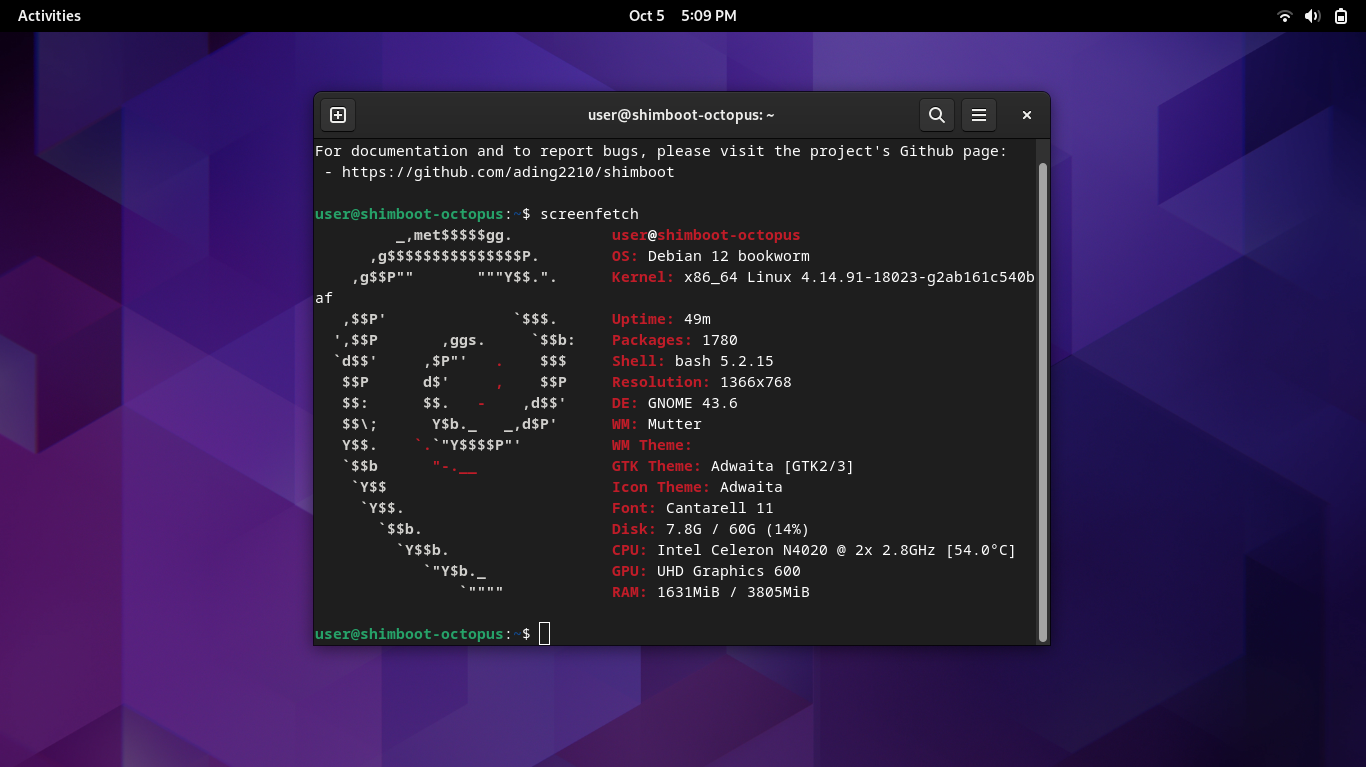 Activities
Oct 5 5:09 PM
user@shimboot-octopus: ~
For documentation and to report bugs, please visit the project's Github page:
 - https://github.com/ading2210/shimboot
user@shimboot-octopus:~$ screenfetch
         _,met$$$$$gg.           user@shimboot-octopus
      ,g$$$$$$$$$$$$$$$P.        OS: Debian 12 bookworm
    ,g$$P""       """Y$$.".      Kernel: x86_64 Linux 4.14.91-18023-g2ab161c540b
af
   ,$$P'              `$$$.      Uptime: 49m
  ',$$P       ,ggs.     `$$b:    Packages: 1780
  `d$$'     ,$P"'   .    $$$     Shell: bash 5.2.15
   $$P      d$'     ,    $$P     Resolution: 1366x768
   $$:      $$.   -    ,d$$'     DE: GNOME 43.6
   $$\;      Y$b._   _,d$P'      WM: Mutter
   Y$$.    `.`"Y$$$$P"'          WM Theme:
   `$$b      "-.__               GTK Theme: Adwaita [GTK2/3]
    `Y$$                         Icon Theme: Adwaita
     `Y$$.                       Font: Cantarell 11
       `$$b.                     Disk: 7.8G / 60G (14%)
         `Y$$b.                  CPU: Intel Celeron N4020 @ 2x 2.8GHz [54.0°C]
            `"Y$b._              GPU: UHD Graphics 600
                `""""            RAM: 1631MiB / 3805MiB
user@shimboot-octopus:~$